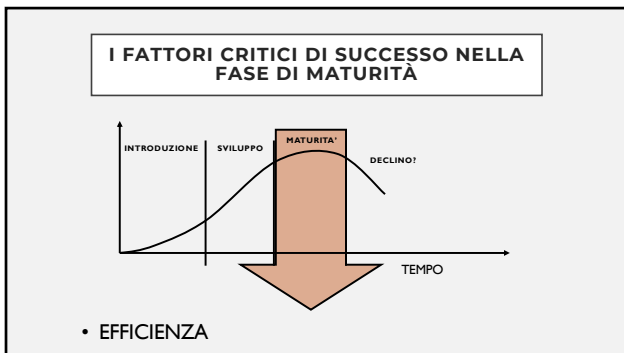 I FATTORI CRITICI DI SUCCESSO NELLA
FASE DI MATURITÀ
INTRODUZIONE
SVILUPPO
MATURITA'
DECLINO?
TEMPO
• EFFICIENZA